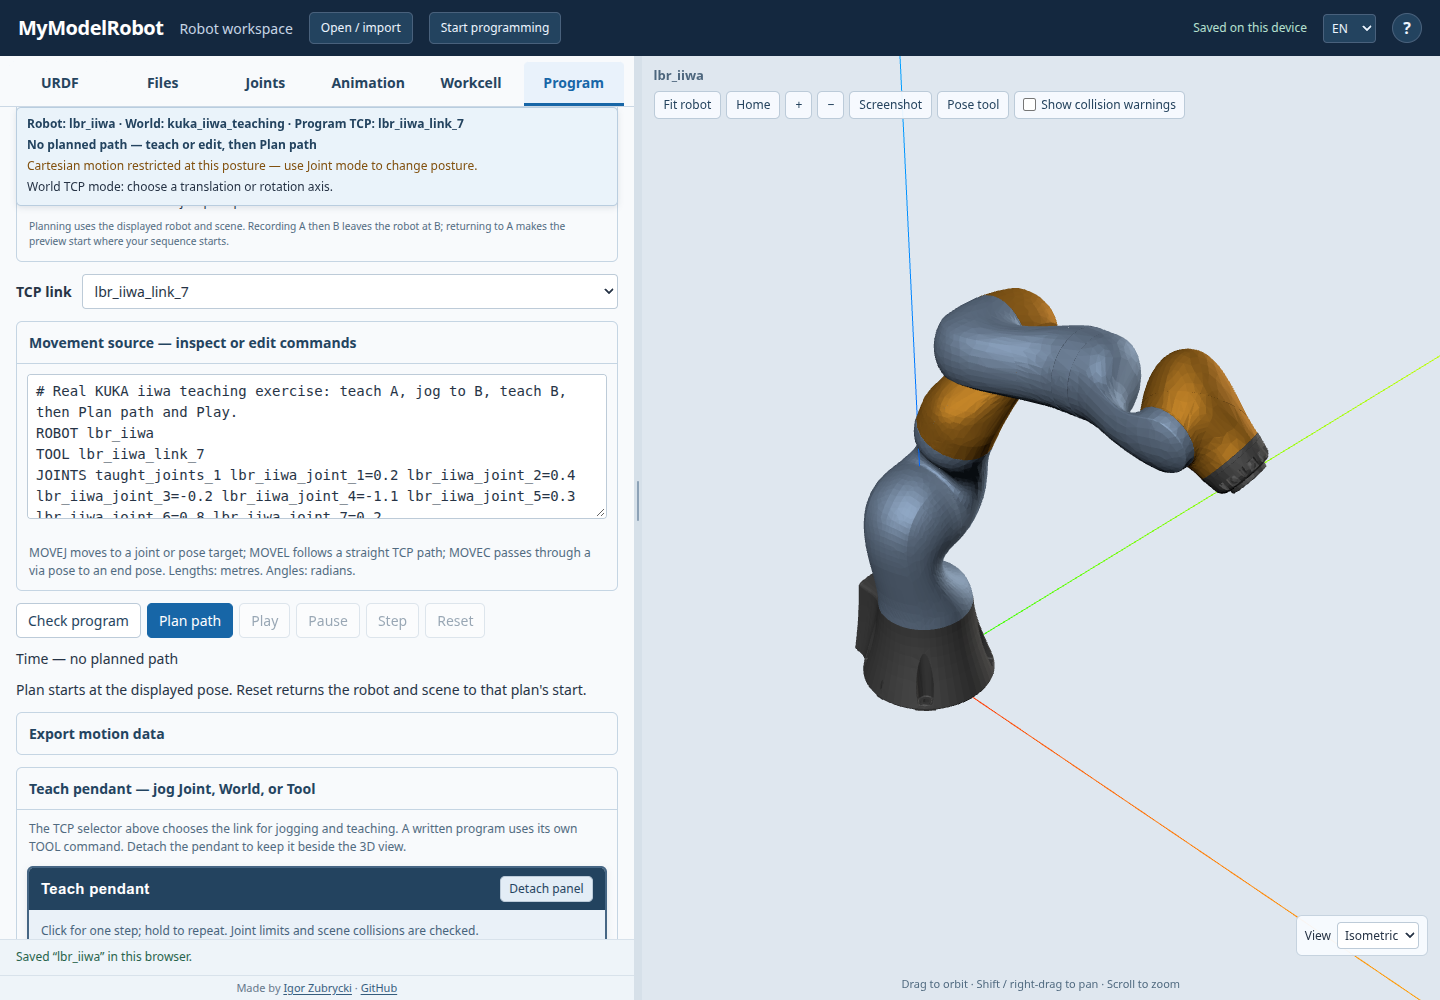 MyModelRobot Robot workspace Open / import Start programming Saved on this device EN ?
URDF Files Joints Animation Workcell Program
Robot: lbr_iiwa · World: kuka_iiwa_teaching · Program TCP: lbr_iiwa_link_7
No planned path — teach or edit, then Plan path
Cartesian motion restricted at this posture — use Joint mode to change posture.
World TCP mode: choose a translation or rotation axis.
Planning uses the displayed robot and scene. Recording A then B leaves the robot at B; returning to A makes the
preview start where your sequence starts.
TCP link lbr_iiwa_link_7
Movement source — inspect or edit commands
# Real KUKA iiwa teaching exercise: teach A, jog to B, teach B,
then Plan path and Play.
ROBOT lbr_iiwa
TOOL lbr_iiwa_link_7
JOINTS taught_joints_1 lbr_iiwa_joint_1=0.2 lbr_iiwa_joint_2=0.4
lbr_iiwa_joint_3=-0.2 lbr_iiwa_joint_4=-1.1 lbr_iiwa_joint_5=0.3
lbr_iiwa_joint_6=0.8 lbr_iiwa_joint_7=0.2
MOVEJ moves to a joint or pose target; MOVEL follows a straight TCP path; MOVEC passes through a
via pose to an end pose. Lengths: metres. Angles: radians.
Check program Plan path Play Pause Step Reset
Time — no planned path
Plan starts at the displayed pose. Reset returns the robot and scene to that plan's start.
Export motion data
Teach pendant — jog Joint, World, or Tool
The TCP selector above chooses the link for jogging and teaching. A written program uses its own
TOOL command. Detach the pendant to keep it beside the 3D view.
Teach pendant Detach panel
Click for one step; hold to repeat. Joint limits and scene collisions are checked.
Saved “lbr_iiwa” in this browser.
Made by Igor Zubrycki · GitHub
lbr_iiwa
Fit robot Home + − Screenshot Pose tool Show collision warnings
View Isometric
Drag to orbit · Shift / right-drag to pan · Scroll to zoom